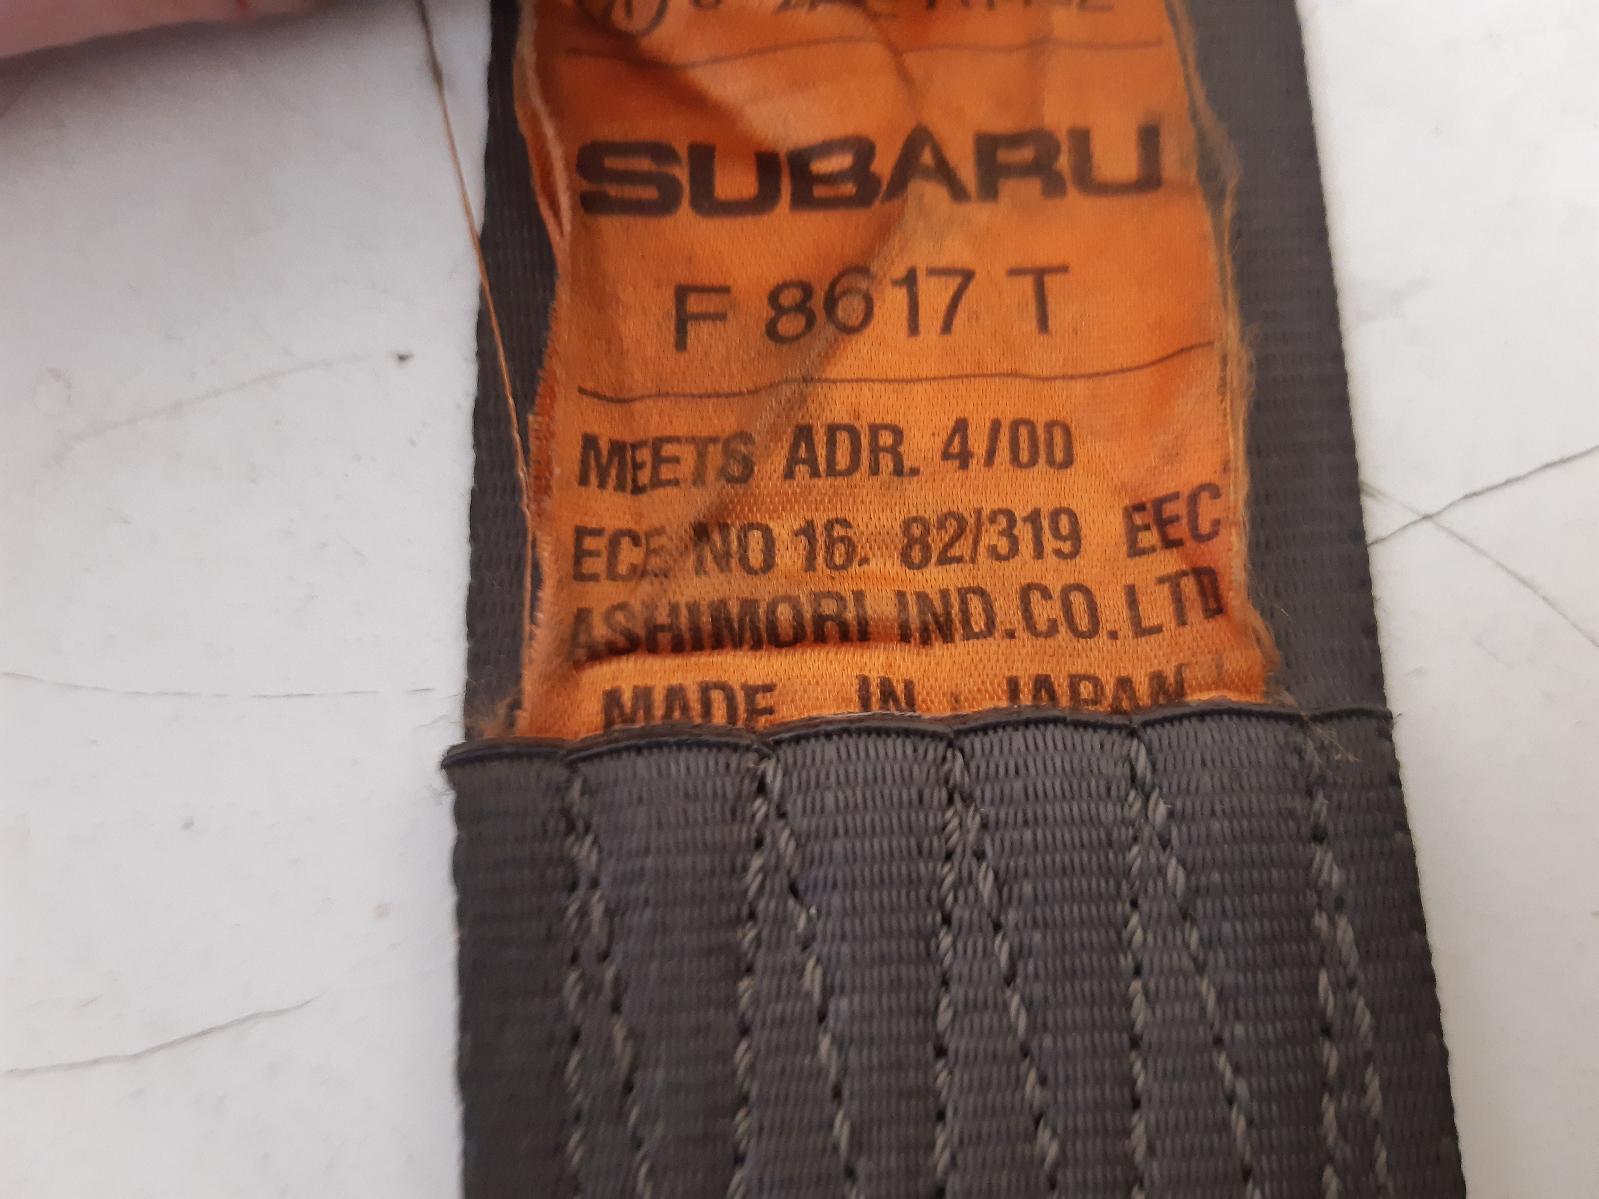 SUBARU
F 8617 T
MEETS ADR. 4/00
ECE NO 16. 82/319 EEC
ASHIMORI IND. CO. LTD
MADE IN JAPAN